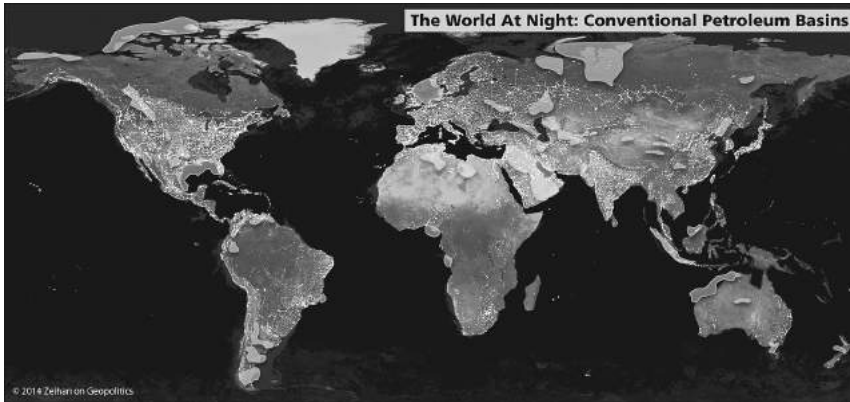 The World At Night: Conventional Petroleum Basins
© 2014 Zeihan on Geopolitics